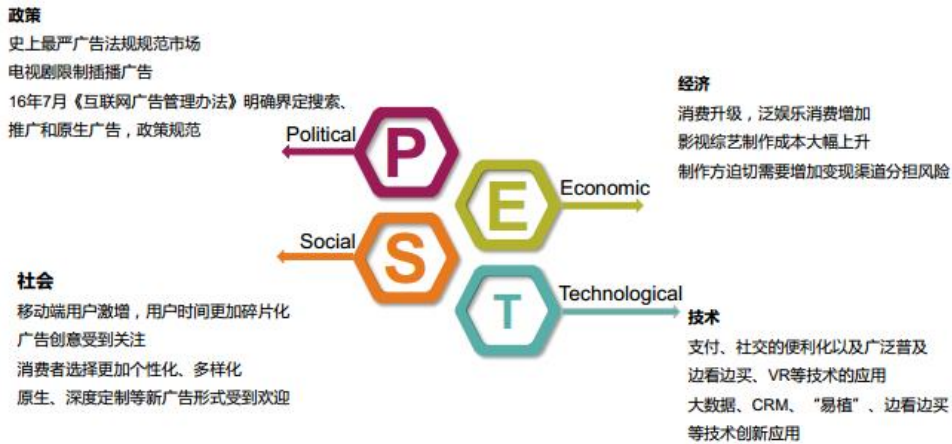 政策
史上最严广告法规规范市场
电视剧限制插播广告
16年7月《互联网广告管理办法》明确界定搜索、
推广和原生广告，政策规范
Political
P
经济
消费升级，泛娱乐消费增加
影视综艺制作成本大幅上升
制作方迫切需要增加变现渠道分担风险
Economic
E
Social
S
社会
移动端用户激增，用户时间更加碎片化
广告创意受到关注
消费者选择更加个性化、多样化
原生、深度定制等新广告形式受到欢迎
Technological
T
技术
支付、社交的便利化以及广泛普及
边看边买、VR等技术的应用
大数据、CRM、“易植”、边看边买
等技术创新应用